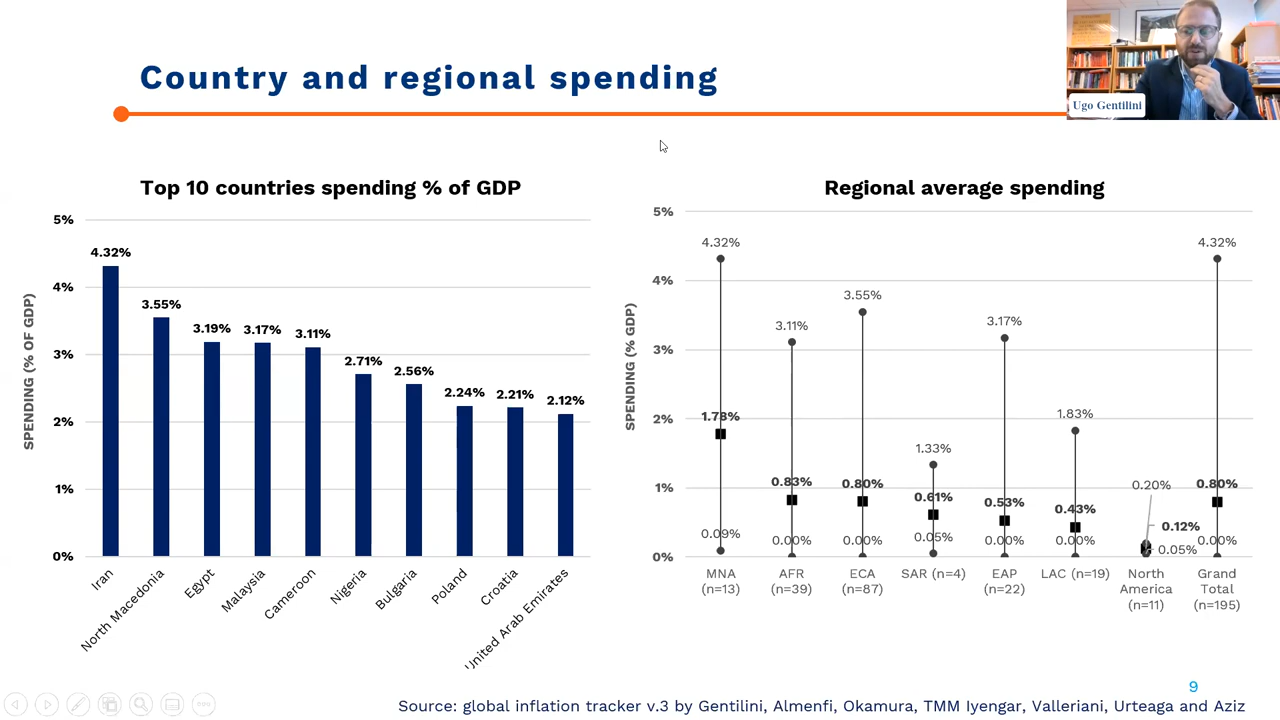 Country and regional spending
Ugo Gentilini
Top 10 countries spending % of GDP
SPENDING (% OF GDP)
5%
4%
3%
2%
1%
0%
4.32%
3.55%
3.19%
3.17%
3.11%
2.71%
2.56%
2.24%
2.21%
2.12%
Iran
North Macedonia
Egypt
Malaysia
Cameroon
Nigeria
Bulgaria
Poland
Croatia
United Arab Emirates
Regional average spending
SPENDING (% GDP)
5%
4%
3%
2%
1%
0%
4.32%
1.78%
0.09%
3.11%
0.83%
0.00%
3.55%
0.80%
0.00%
1.33%
0.61%
0.05%
3.17%
0.53%
0.00%
1.83%
0.43%
0.00%
0.20%
0.12%
0.05%
4.32%
0.80%
0.00%
MNA
(n=13)
AFR
(n=39)
ECA
(n=87)
SAR (n=4)
EAP
(n=22)
LAC (n=19)
North
America
(n=11)
Grand
Total
(n=195)
9
Source: global inflation tracker v.3 by Gentilini, Almenfi, Okamura, TMM Iyengar, Valleriani, Urteaga and Aziz